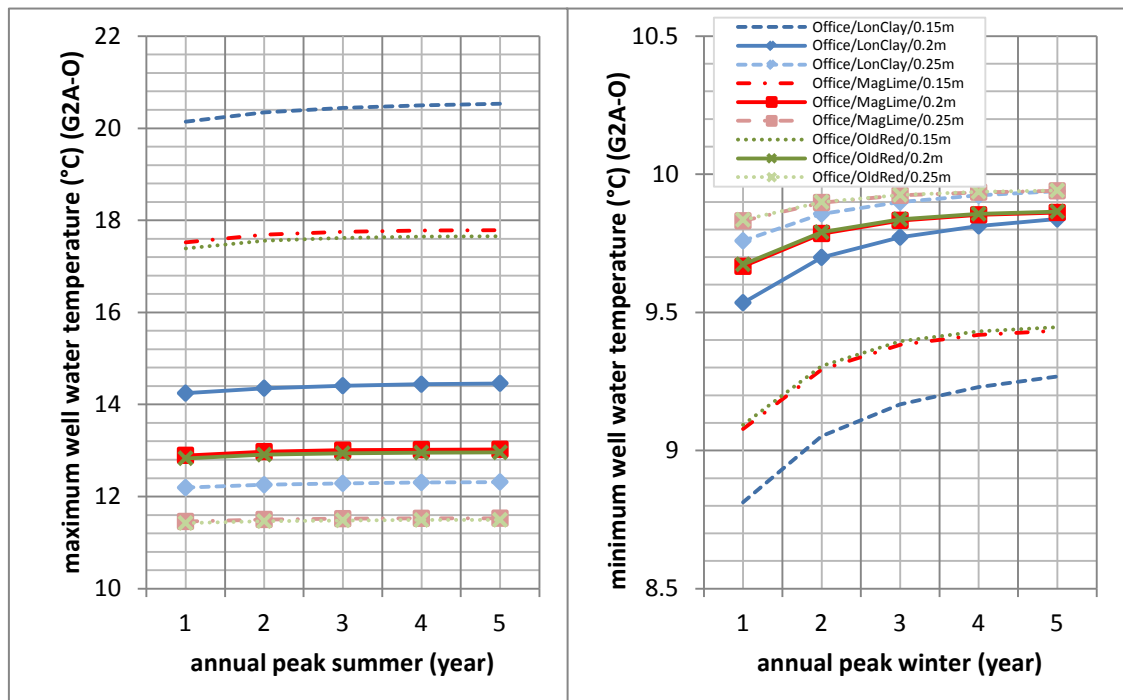 maximum well water temperature (°C) (G2A-O)
22
20
18
16
14
12
10
1 2 3 4 5
annual peak summer (year)
minimum well water temperature (°C) (G2A-O)
10.5
10
9.5
9
8.5
Office/LonClay/0.15m
Office/LonClay/0.2m
Office/LonClay/0.25m
Office/MagLime/0.15m
Office/MagLime/0.2m
Office/MagLime/0.25m
Office/OldRed/0.15m
Office/OldRed/0.2m
Office/OldRed/0.25m
1 2 3 4 5
annual peak winter (year)